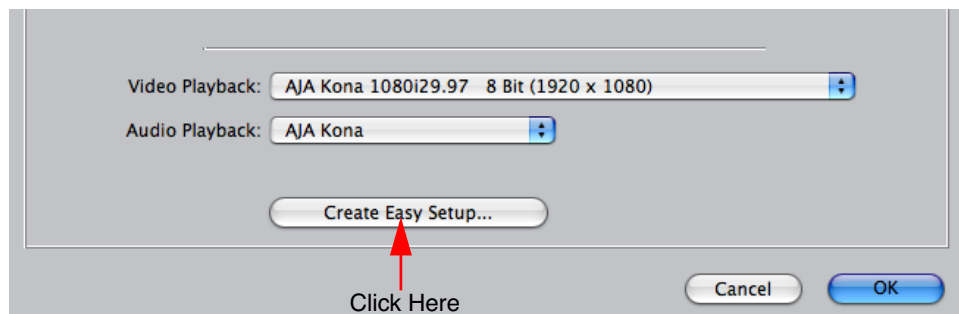 Video Playback: AJA Kona 1080i29.97 8 Bit (1920 x 1080)
Audio Playback: AJA Kona
Create Easy Setup...
Cancel OK
Click Here